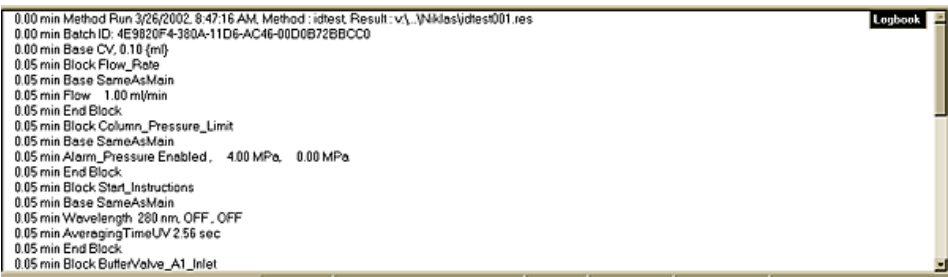 0.00 min Method Run 3/26/2002, 8:47:16 AM, Method : idtest, Result : v:\...\Niklas\idtest001.res
Logbook
0.00 min Batch ID: 4E9820F4-380A-11D6-AC46-00D0B72BBCC0
0.00 min Base CV, 0.10 {ml}
0.05 min Block Flow_Rate
0.05 min Base SameAsMain
0.05 min Flow 1.00 ml/min
0.05 min End Block
0.05 min Block Column_Pressure_Limit
0.05 min Base SameAsMain
0.05 min Alarm_Pressure Enabled , 4.00 MPa, 0.00 MPa
0.05 min End Block
0.05 min Block Start_Instructions
0.05 min Base SameAsMain
0.05 min Wavelength 280 nm, OFF , OFF
0.05 min AveragingTimeUV 2.56 sec
0.05 min End Block
0.05 min Block BufferValve_A1_Inlet